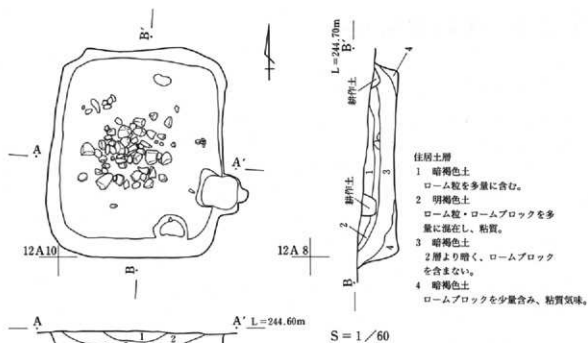 B′
A
A′
12A10
12A8
B
L=244.70m
B′
4
耕作土
1
3
耕作土
2
4
B
住居土層
1 暗褐色土
ローム粒を多量に含む。
2 明褐色土
ローム粒・ロームブロックを多
量に混在し、粘質。
3 暗褐色土
2層より暗く、ロームブロック
を含まない。
4 暗褐色土
ロームブロックを少量含み、粘質気味。
A
A′ L=244.60m
1
2
S=1/60